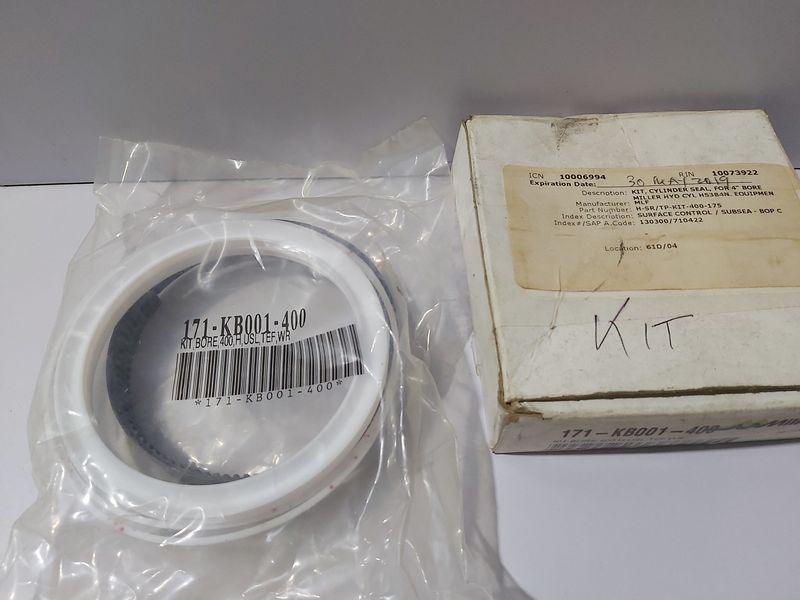 171-KB001-400
KIT,BORE,400,H,USL,TEF,WR
*171-KB001-400*
ICN 10006994 RIN 10073922
Expiration Date: 30 MAY 2019
Description: KIT, CYLINDER SEAL, FOR 4" BORE
MILLER HYD CYL H53B4N. EQUIPMEN
Manufacturer: MLF
Part Number: H-SR/TP-KIT-400-175
Index Description: SURFACE CONTROL / SUBSEA - BOP C
Index#/SAP A.Code: 130300/710422
Location: 61D/04
KIT
171-KB001-400